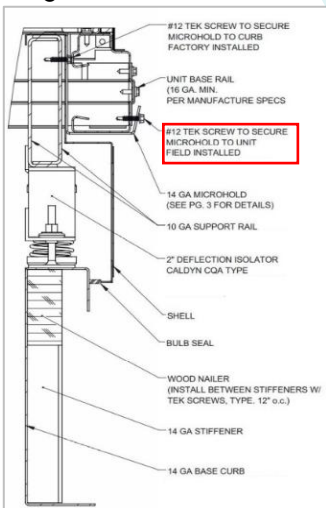 #12 TEK SCREW TO SECURE
MICROHOLD TO CURB
FACTORY INSTALLED
UNIT BASE RAIL
(16 GA. MIN.
PER MANUFACTURE SPECS
#12 TEK SCREW TO SECURE
MICROHOLD TO UNIT
FIELD INSTALLED
14 GA MICROHOLD
(SEE PG. 3 FOR DETAILS)
10 GA SUPPORT RAIL
2" DEFLECTION ISOLATOR
CALDYN CQA TYPE
SHELL
BULB SEAL
WOOD NAILER
(INSTALL BETWEEN STIFFENERS W/
TEK SCREWS, TYPE. 12" o.c.)
14 GA STIFFENER
14 GA BASE CURB